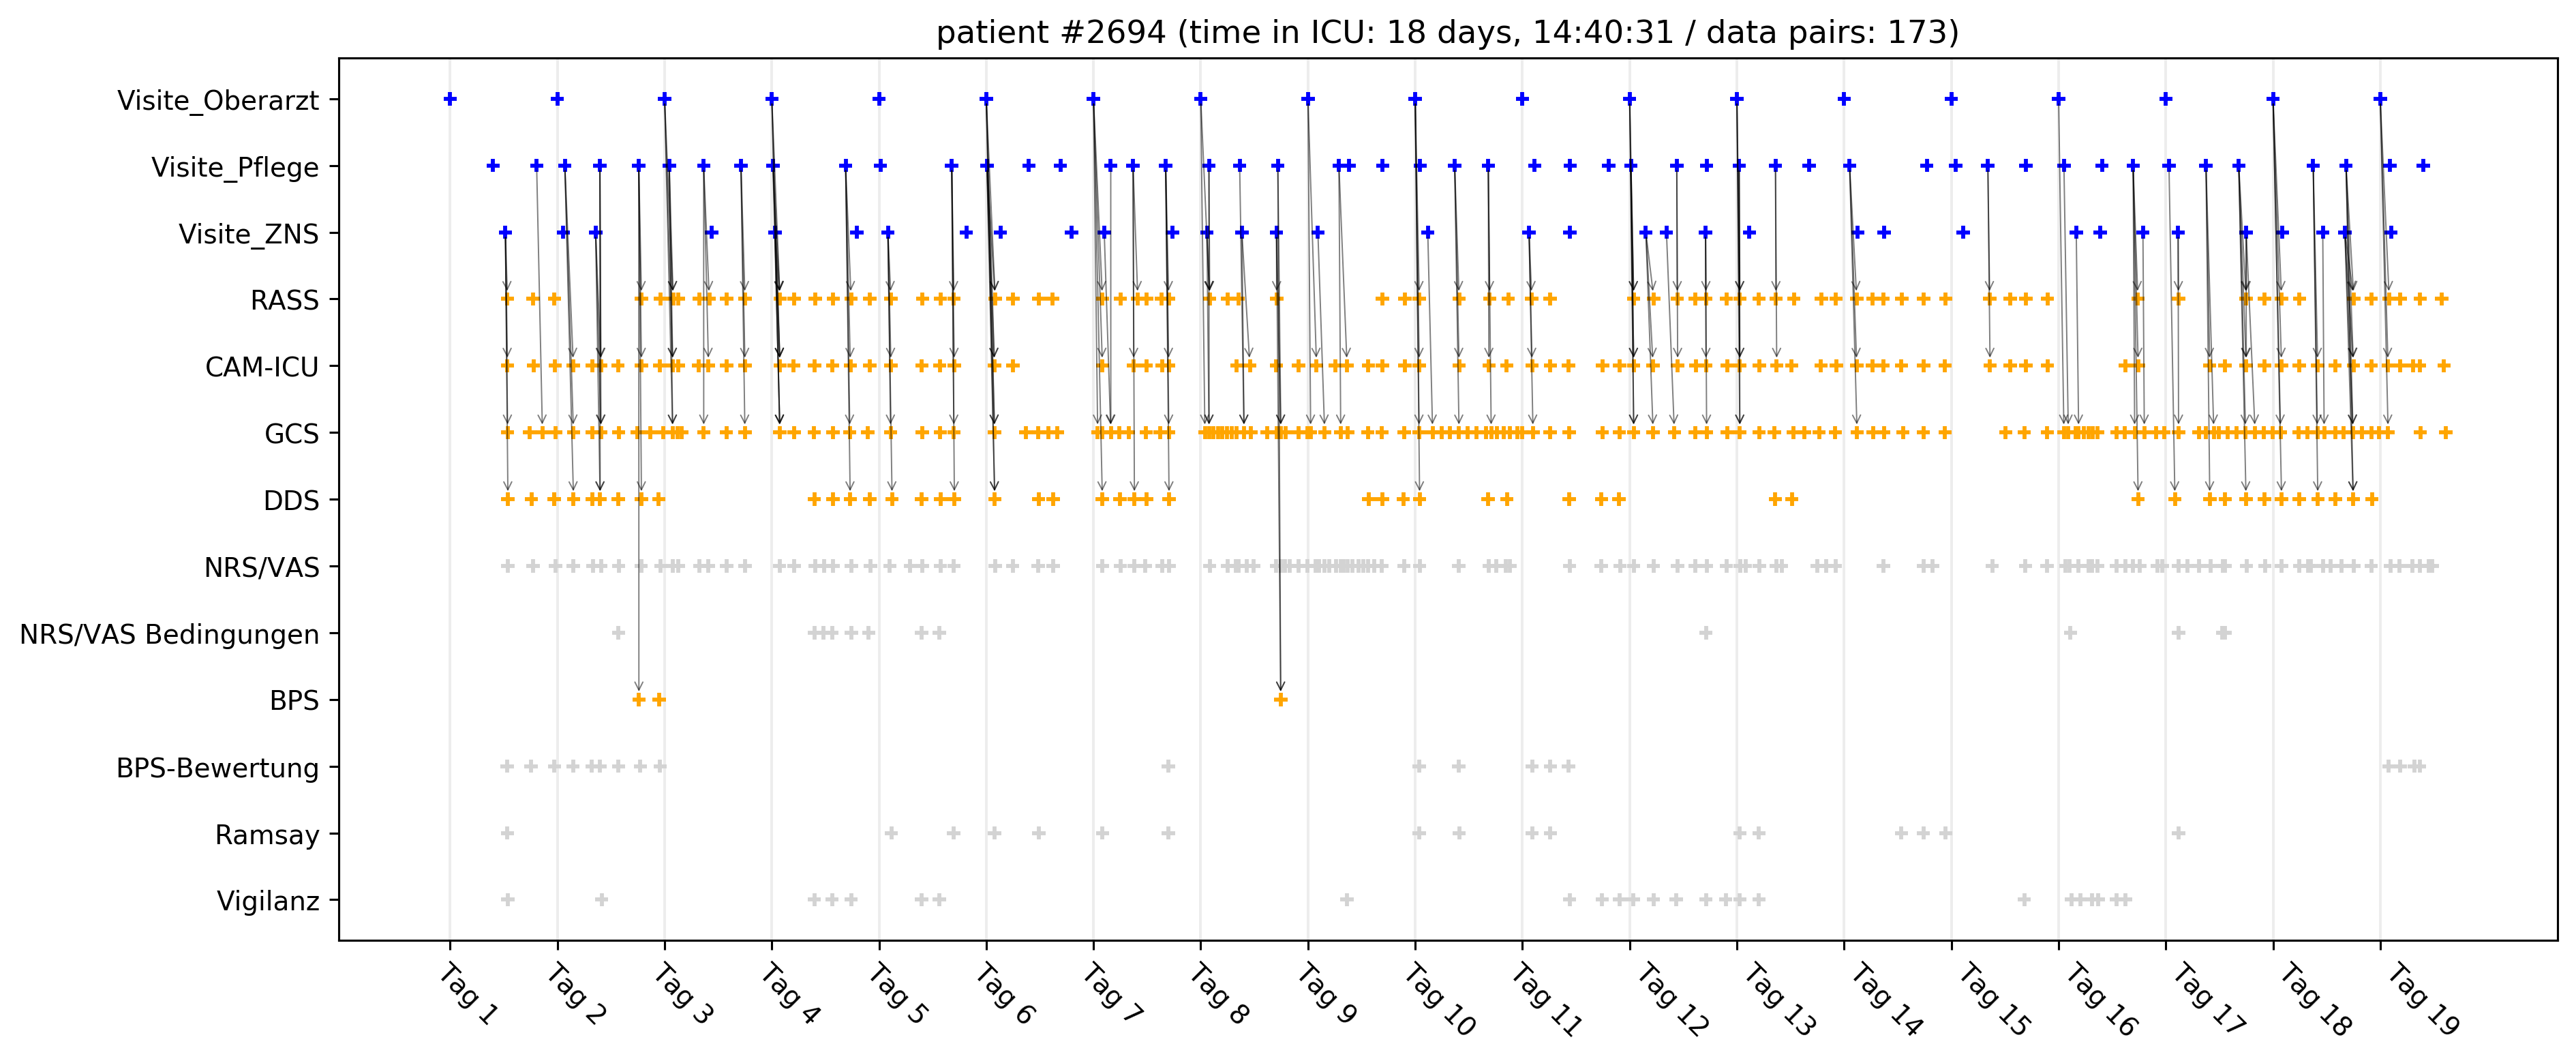 patient #2694 (time in ICU: 18 days, 14:40:31 / data pairs: 173)
Visite_Oberarzt
Visite_Pflege
Visite_ZNS
RASS
CAM-ICU
GCS
DDS
NRS/VAS
NRS/VAS Bedingungen
BPS
BPS-Bewertung
Ramsay
Vigilanz
Tag 1
Tag 2
Tag 3
Tag 4
Tag 5
Tag 6
Tag 7
Tag 8
Tag 9
Tag 10
Tag 11
Tag 12
Tag 13
Tag 14
Tag 15
Tag 16
Tag 17
Tag 18
Tag 19